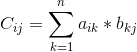 C_{ij} = \sum_{k=1}^{n} a_{ik} * b_{kj}